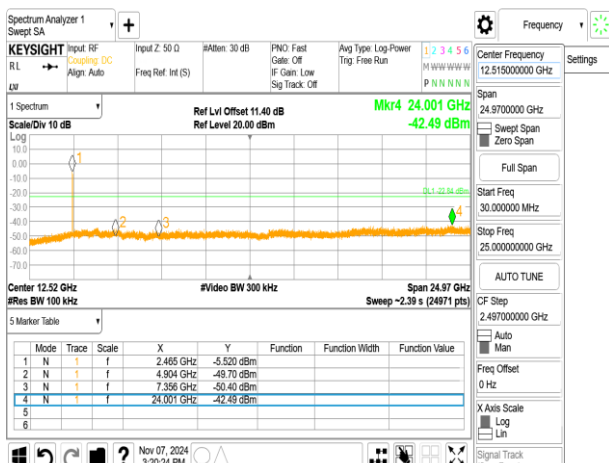 Spectrum Analyzer 1
Swept SA
Frequency
KEYSIGHT
RL
Input: RF
Coupling: DC
Align: Auto
Input Z: 50 Ω
Freq Ref: Int (S)
#Atten: 30 dB
PNO: Fast
Gate: Off
IF Gain: Low
Sig Track: Off
Avg Type: Log-Power
Trig: Free Run
1 2 3 4 5 6
M W W W W W
P N N N N N
1 Spectrum
Scale/Div 10 dB
Ref Lvl Offset 11.40 dB
Ref Level 20.00 dBm
Mkr4 24.001 GHz
-42.49 dBm
Log
10.0
0.00
-10.0
-20.0
-30.0
-40.0
-50.0
-60.0
-70.0
1
2
3
4
Center 12.52 GHz
#Res BW 100 kHz
#Video BW 300 kHz
Span 24.97 GHz
Sweep ~2.39 s (24971 pts)
5 Marker Table
Mode Trace Scale X Y Function Function Width Function Value
1 N 1 f 2.465 GHz -5.520 dBm
2 N 1 f 4.904 GHz -49.70 dBm
3 N 1 f 7.356 GHz -50.40 dBm
4 N 1 f 24.001 GHz -42.49 dBm
5
6
Nov 07, 2024
3:20:24 PM
Center Frequency
12.515000000 GHz
Settings
Span
24.9700000 GHz
Swept Span
Zero Span
Full Span
Start Freq
30.000000 MHz
Stop Freq
25.000000000 GHz
AUTO TUNE
CF Step
2.497000000 GHz
Auto
Man
Freq Offset
0 Hz
X Axis Scale
Log
Lin
Signal Track